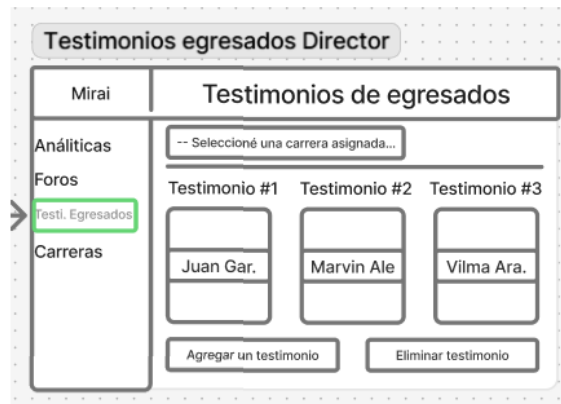 Testimonios egresados Director
Mirai
Testimonios de egresados
Análiticas
Foros
Testi. Egresados
Carreras
-- Seleccioné una carrera asignada...
Testimonio #1 Testimonio #2 Testimonio #3
Juan Gar. Marvin Ale Vilma Ara.
Agregar un testimonio Eliminar testimonio